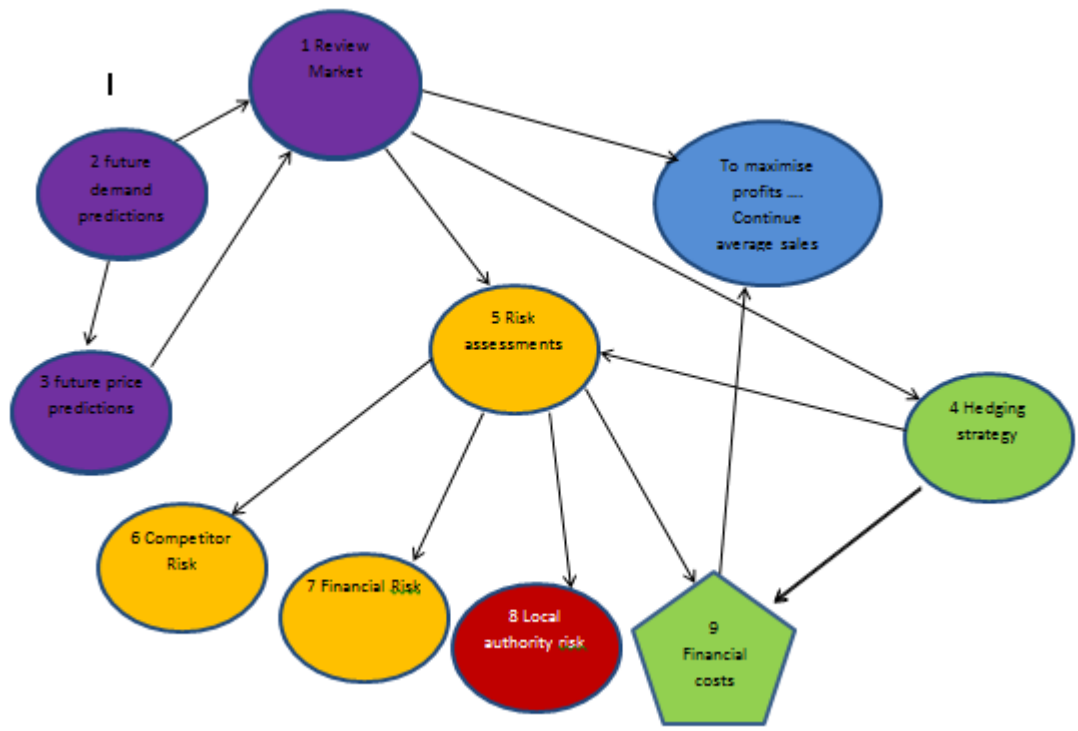 1 Review
Market
I
2 future
demand
predictions
To maximise
profits ....
Continue
average sales
5 Risk
assessments
3 future price
predictions
4 Hedging
strategy
6 Competitor
Risk
7 Financial Risk
8 Local
authority risk
9
Financial
costs